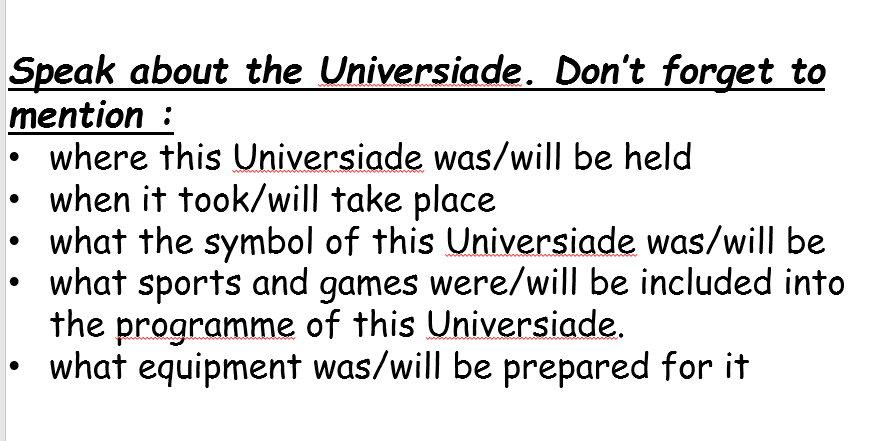 Speak about the Universiade. Don't forget to
mention :
• where this Universiade was/will be held
• when it took/will take place
• what the symbol of this Universiade was/will be
• what sports and games were/will be included into
the programme of this Universiade.
• what equipment was/will be prepared for it